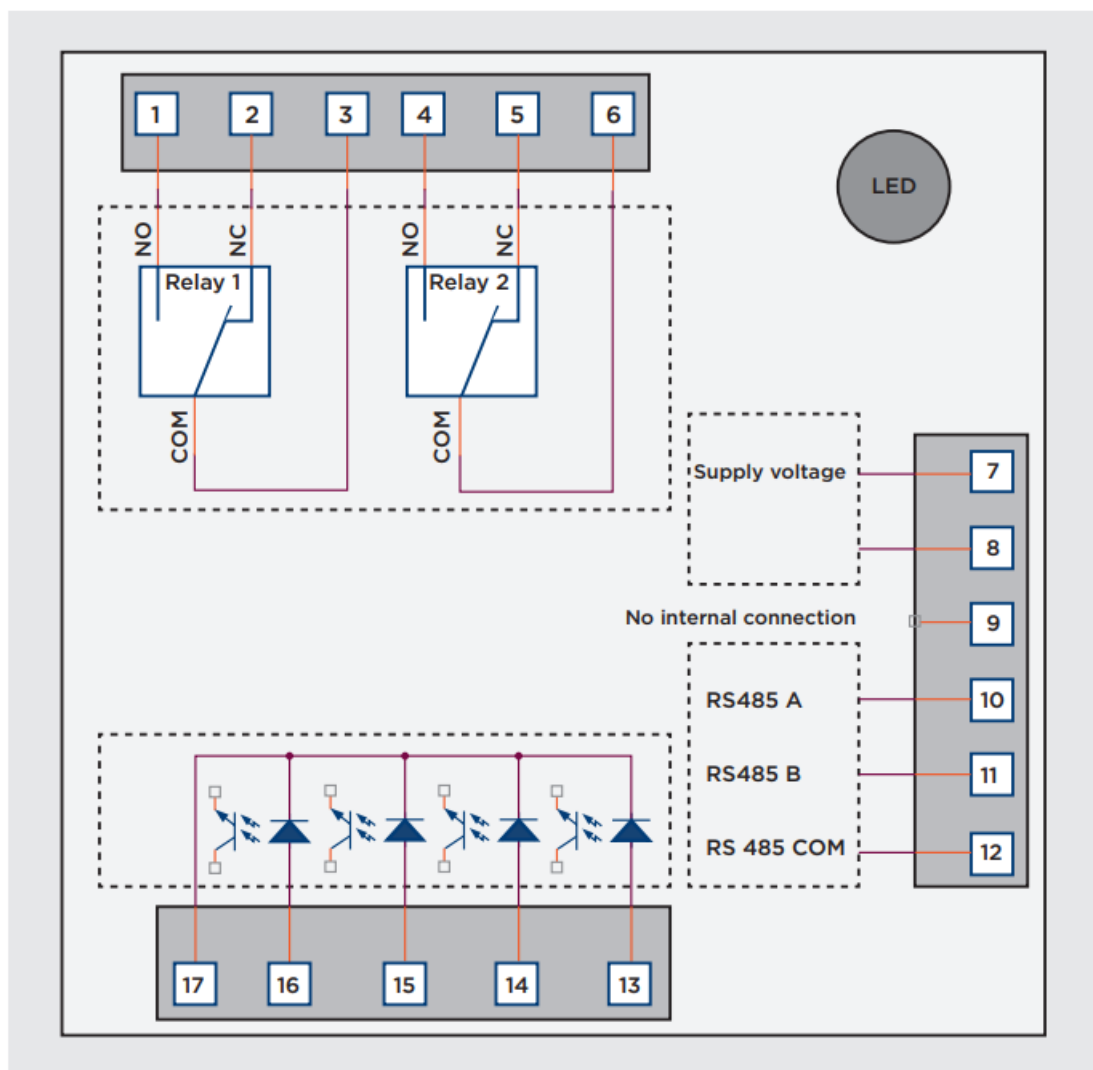 1 2 3 4 5 6
LED
NO NC NO NC
Relay 1 Relay 2
COM COM
Supply voltage 7
8
No internal connection 9
RS485 A 10
RS485 B 11
RS 485 COM 12
17 16 15 14 13